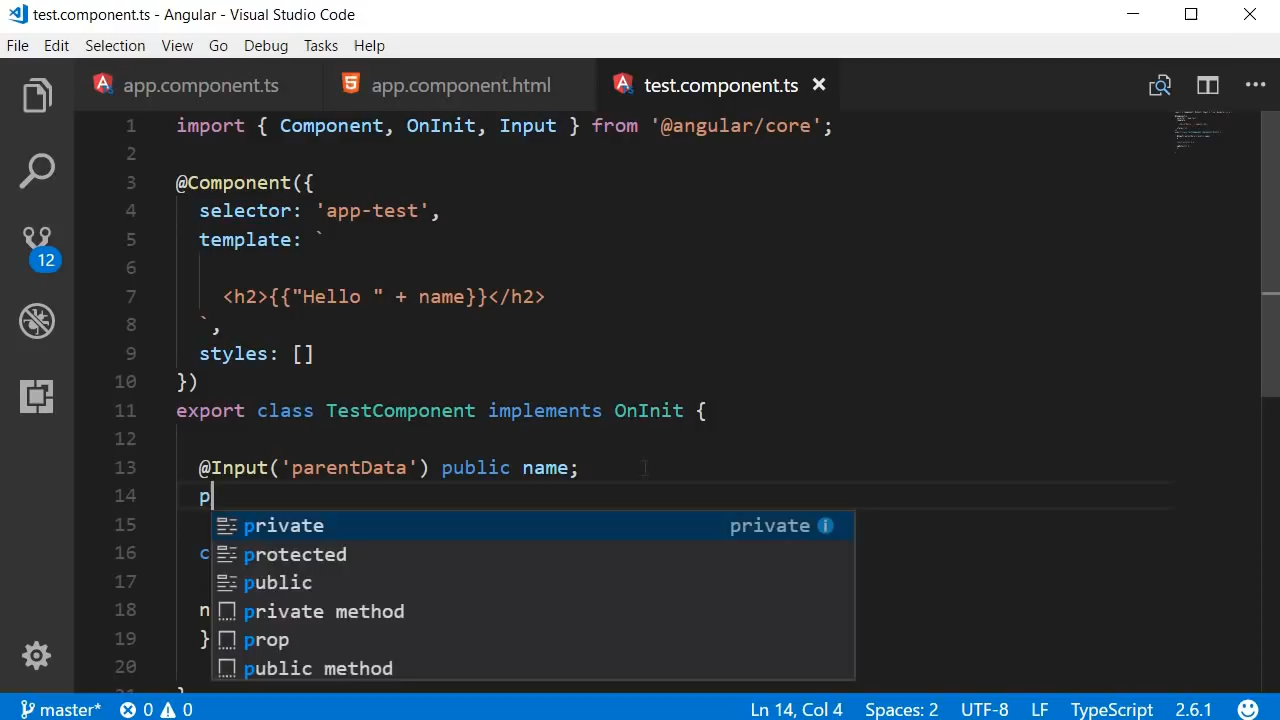 test.component.ts - Angular - Visual Studio Code
File Edit Selection View Go Debug Tasks Help
app.component.ts app.component.html test.component.ts
1 import { Component, OnInit, Input } from '@angular/core';
2
3 @Component({
4 selector: 'app-test',
5 template: `
6
7 <h2>{{"Hello " + name}}</h2>
8 `,
9 styles: []
10 })
11 export class TestComponent implements OnInit {
12
13 @Input('parentData') public name;
14 p
15 private private
protected
16 c
17 public
18 n private method
19 } prop
20 public method
12
master* 0 0 Ln 14, Col 4 Spaces: 2 UTF-8 LF TypeScript 2.6.1